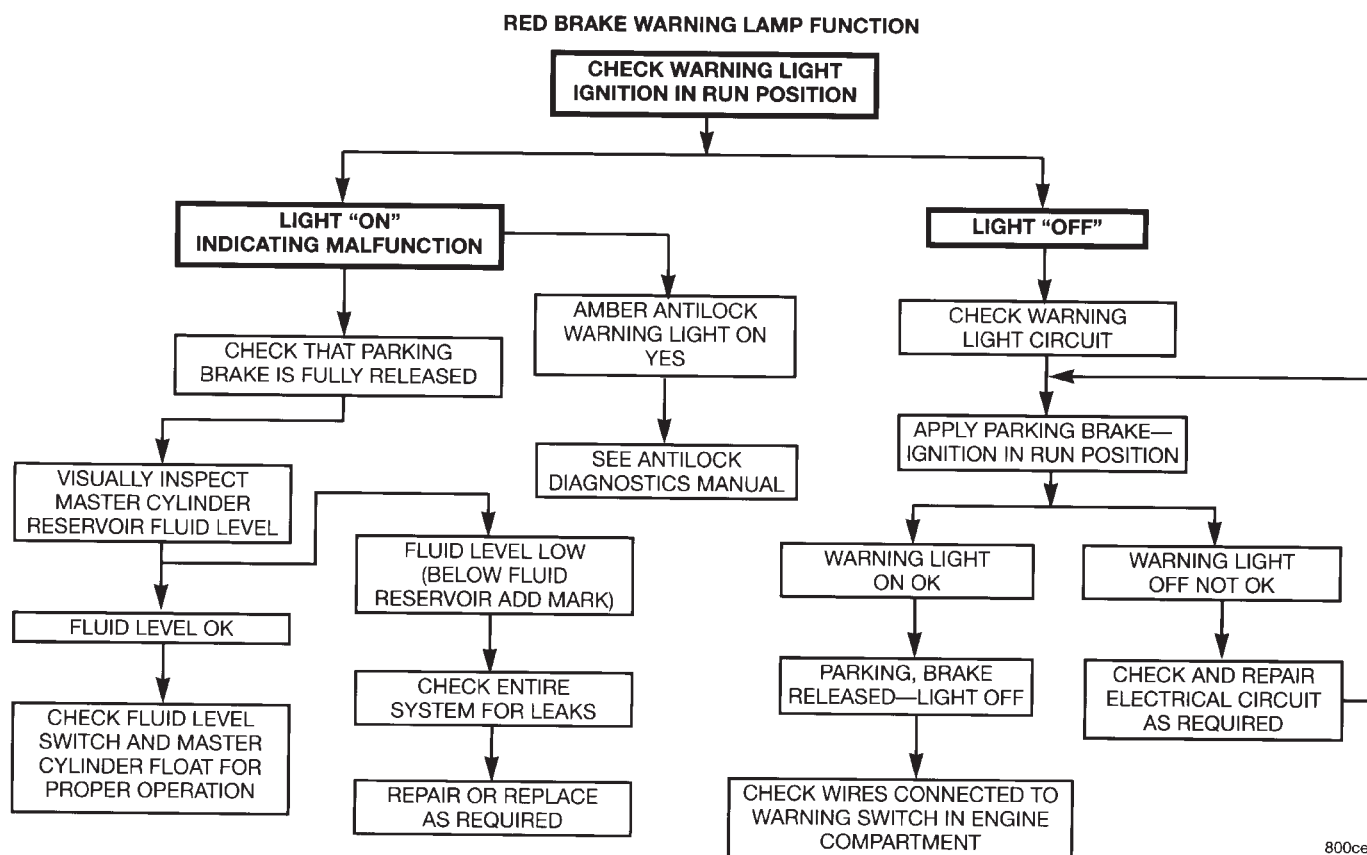 RED BRAKE WARNING LAMP FUNCTION
CHECK WARNING LIGHT
IGNITION IN RUN POSITION
LIGHT “ON”
INDICATING MALFUNCTION
AMBER ANTILOCK
WARNING LIGHT ON
YES
SEE ANTILOCK
DIAGNOSTICS MANUAL
CHECK THAT PARKING
BRAKE IS FULLY RELEASED
VISUALLY INSPECT
MASTER CYLINDER
RESERVOIR FLUID LEVEL
FLUID LEVEL OK
CHECK FLUID LEVEL
SWITCH AND MASTER
CYLINDER FLOAT FOR
PROPER OPERATION
FLUID LEVEL LOW
(BELOW FLUID
RESERVOIR ADD MARK)
CHECK ENTIRE
SYSTEM FOR LEAKS
REPAIR OR REPLACE
AS REQUIRED
LIGHT “OFF”
CHECK WARNING
LIGHT CIRCUIT
APPLY PARKING BRAKE—
IGNITION IN RUN POSITION
WARNING LIGHT
ON OK
PARKING, BRAKE
RELEASED—LIGHT OFF
CHECK WIRES CONNECTED TO
WARNING SWITCH IN ENGINE
COMPARTMENT
WARNING LIGHT
OFF NOT OK
CHECK AND REPAIR
ELECTRICAL CIRCUIT
AS REQUIRED
800ce